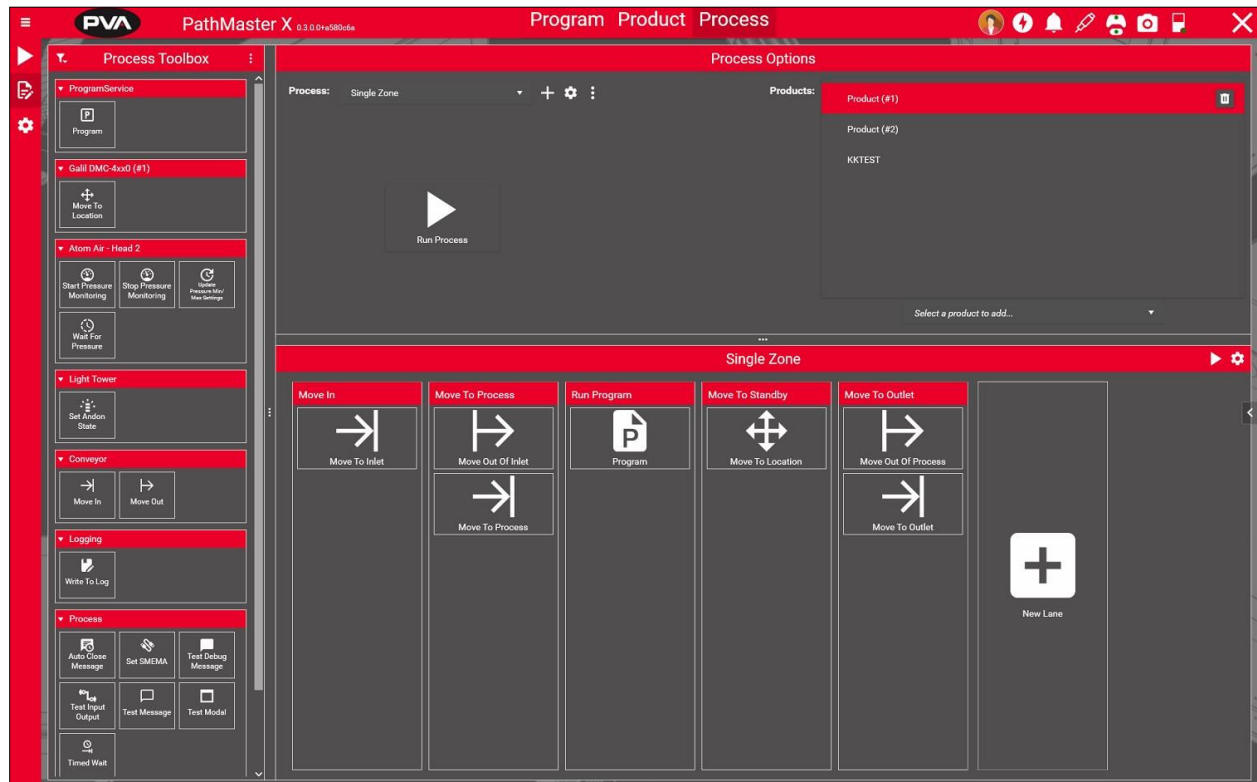 PVA PathMaster X 0.3.0.0+a580c6a Program Product Process
Process Toolbox
ProgramService
P
Program
Galil DMC-4xx0 (#1)
Move To
Location
Atom Air - Head 2
Start Pressure
Monitoring
Stop Pressure
Monitoring
Update
Pressure Min/
Max Settings
Wait For
Pressure
Light Tower
Set Andon
State
Conveyor
Move In
Move Out
Logging
Write To Log
Process
Auto Close
Message
Set SMEMA
Test Debug
Message
Test Input
Output
Test Message
Test Modal
Timed Wait
Process Options
Process:
Single Zone
Run Process
Products:
Product (#1)
Product (#2)
KKTEST
Select a product to add...
Single Zone
Move In
Move To Inlet
Move To Process
Move Out Of Inlet
Move To Process
Run Program
P
Program
Move To Standby
Move To Location
Move To Outlet
Move Out Of Process
Move To Outlet
New Lane